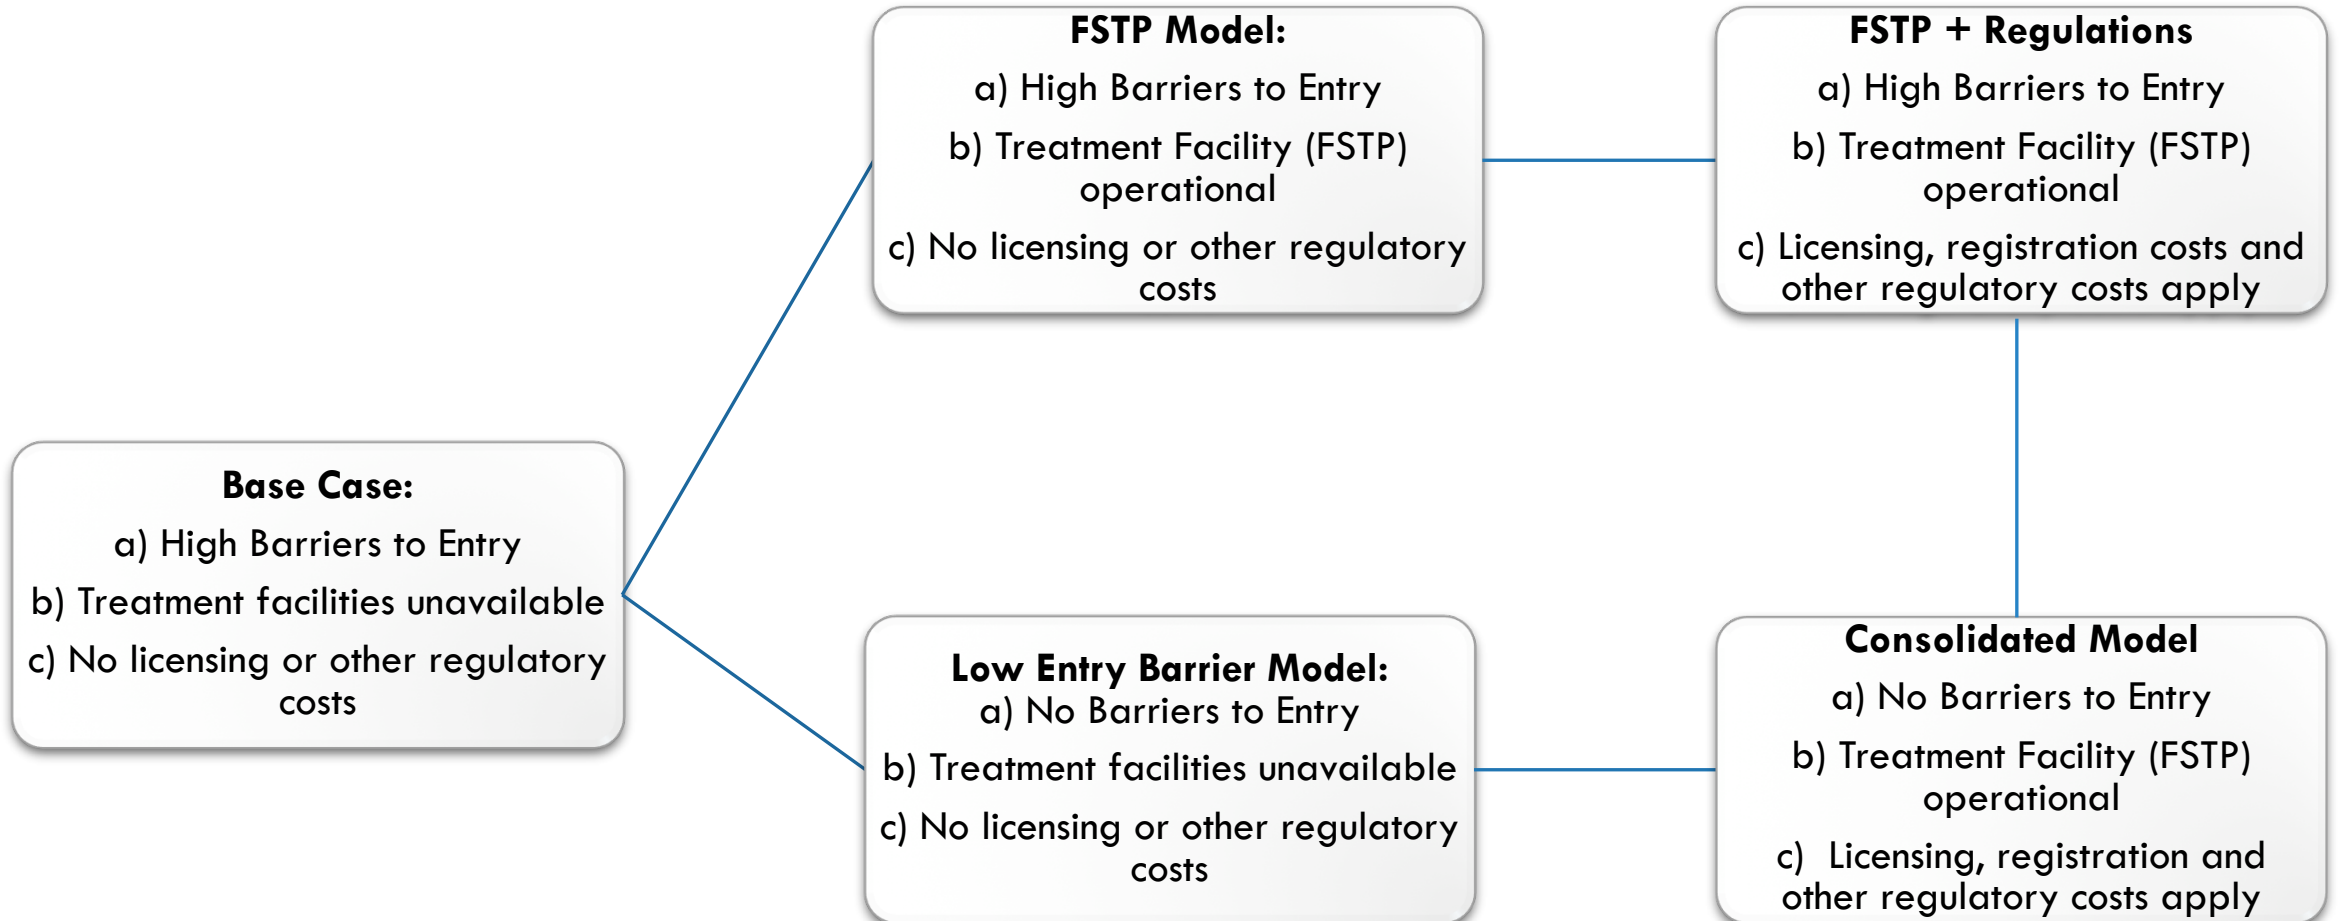 FSTP Model:
a) High Barriers to Entry
b) Treatment Facility (FSTP)
operational
c) No licensing or other regulatory
costs
FSTP + Regulations
a) High Barriers to Entry
b) Treatment Facility (FSTP)
operational
c) Licensing, registration costs and
other regulatory costs apply
Base Case:
a) High Barriers to Entry
b) Treatment facilities unavailable
c) No licensing or other regulatory
costs
Low Entry Barrier Model:
a) No Barriers to Entry
b) Treatment facilities unavailable
c) No licensing or other regulatory
costs
Consolidated Model
a) No Barriers to Entry
b) Treatment Facility (FSTP)
operational
c) Licensing, registration and
other regulatory costs apply